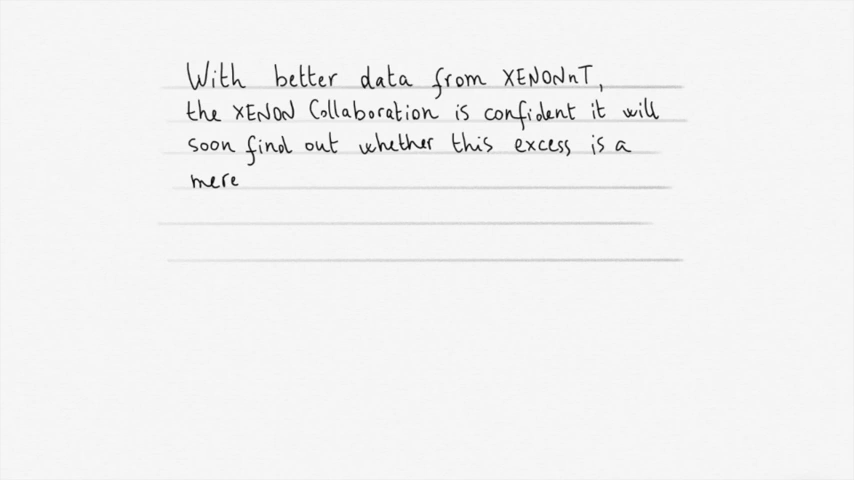 With better data from XENONnT,
the XENON Collaboration is confident it will
soon find out whether this excess is a
mere